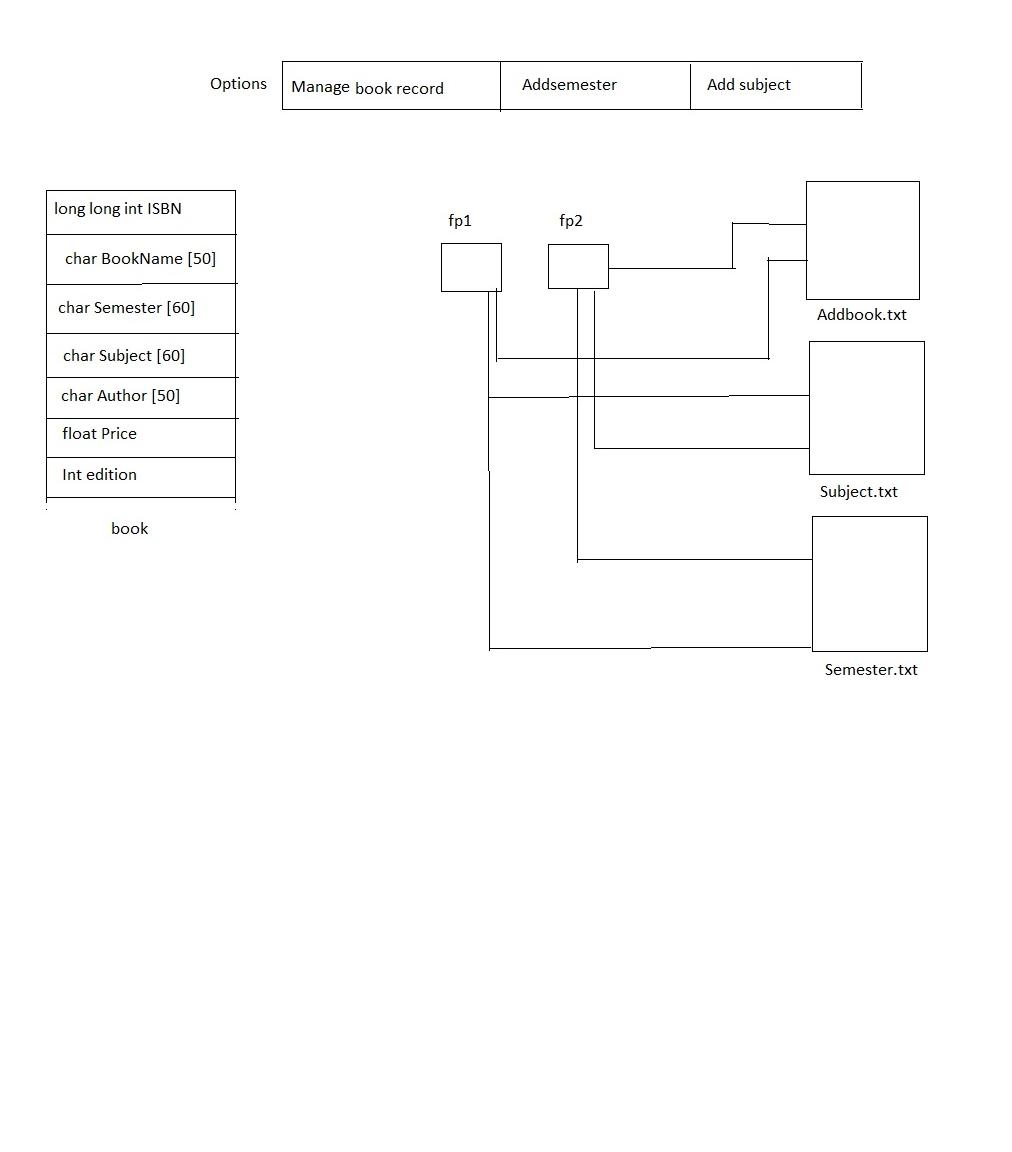 Options
Manage book record
Addsemester
Add subject
long long int ISBN
char BookName [50]
char Semester [60]
char Subject [60]
char Author [50]
float Price
Int edition
book
fp1
fp2
Addbook.txt
Subject.txt
Semester.txt